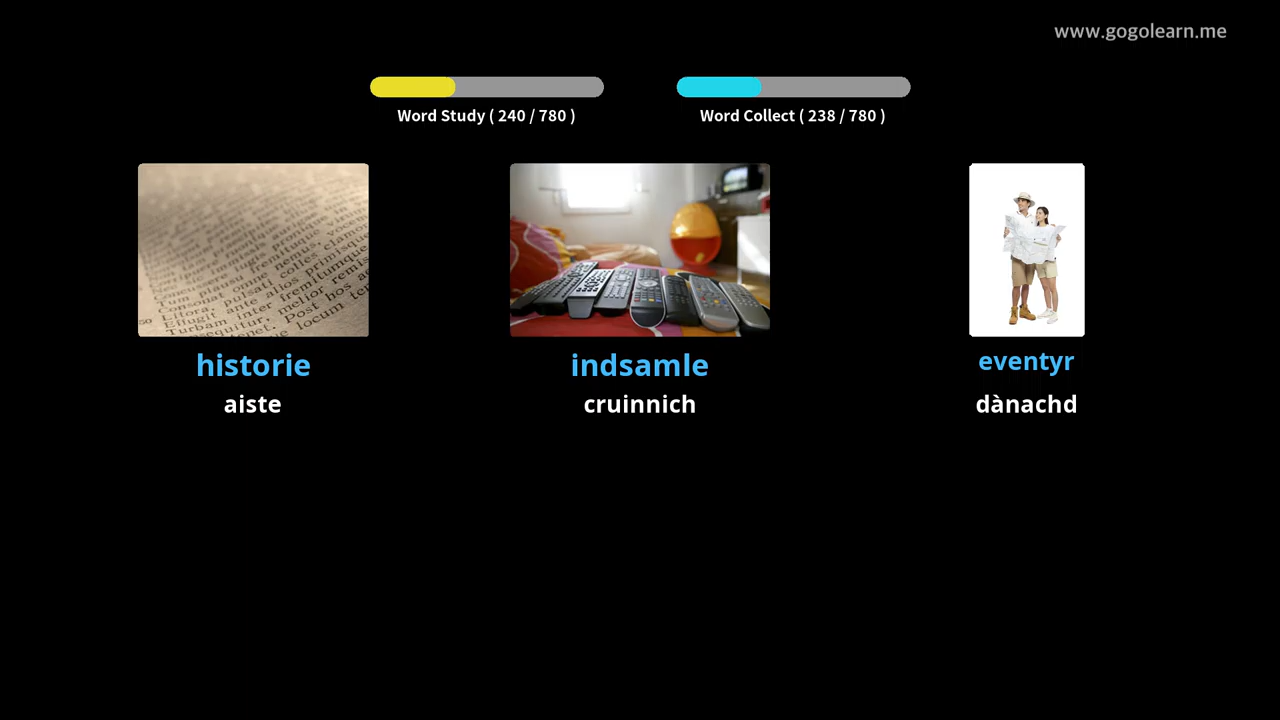 www.gogolearn.me
Word Study ( 240 / 780 )
Word Collect ( 238 / 780 )
historie
indsamle
eventyr
aiste
cruinnich
dànachd